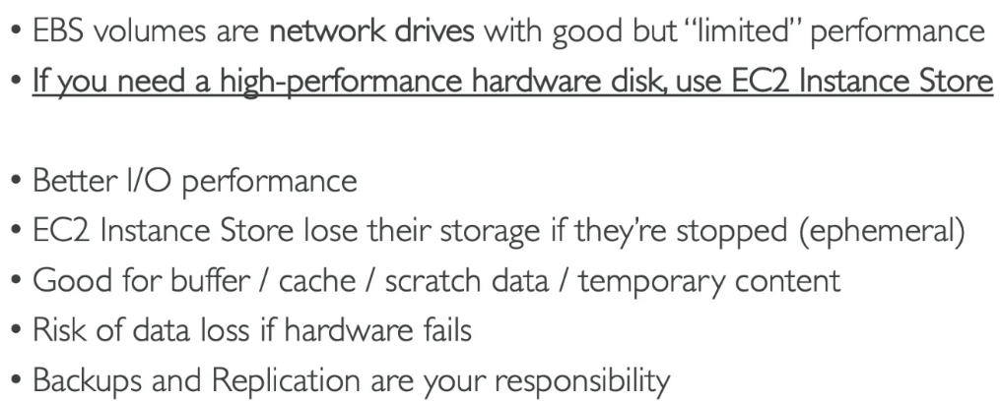 • EBS volumes are network drives with good but “limited” performance
• If you need a high-performance hardware disk, use EC2 Instance Store
• Better I/O performance
• EC2 Instance Store lose their storage if they’re stopped (ephemeral)
• Good for buffer / cache / scratch data / temporary content
• Risk of data loss if hardware fails
• Backups and Replication are your responsibility